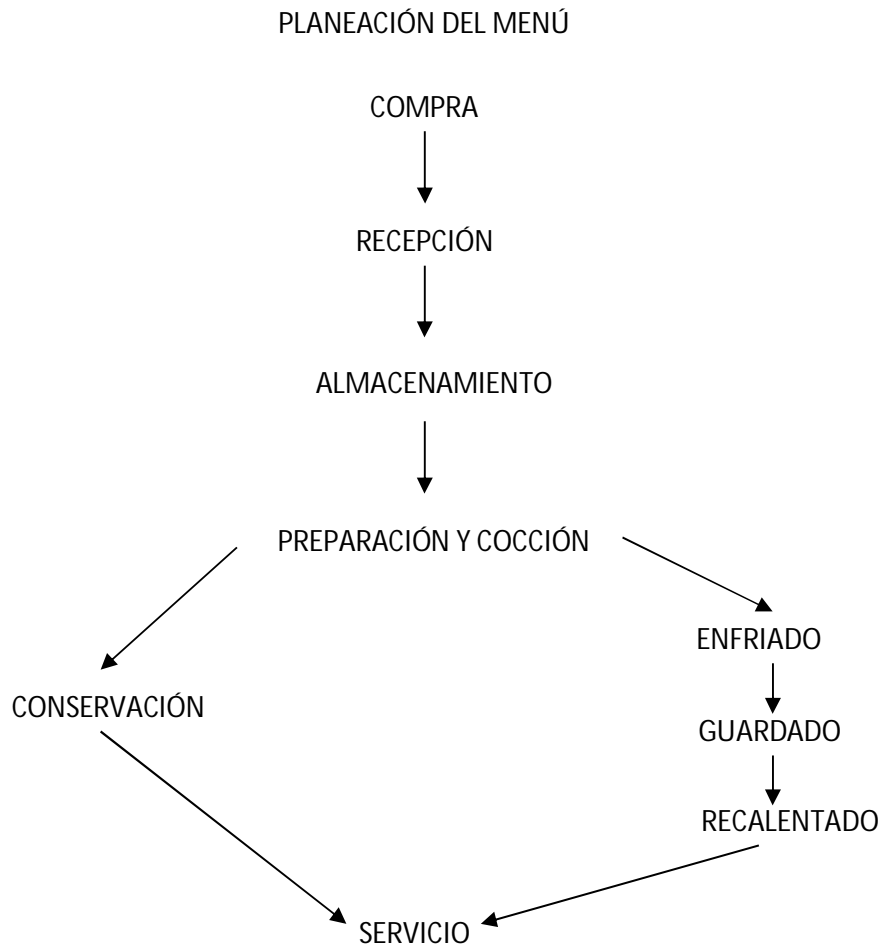 PLANEACIÓN DEL MENÚ
COMPRA
RECEPCIÓN
ALMACENAMIENTO
PREPARACIÓN Y COCCIÓN
ENFRIADO
CONSERVACIÓN
GUARDADO
RECALENTADO
SERVICIO